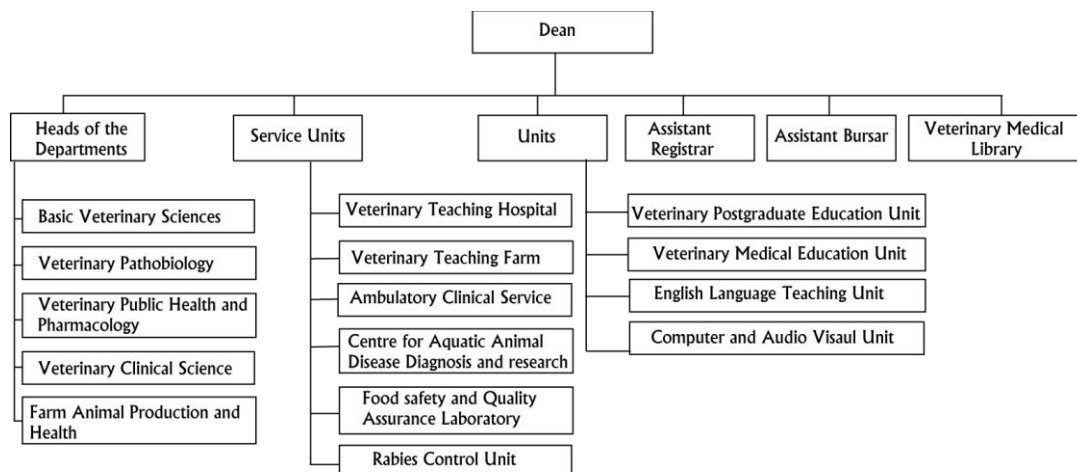 Dean
Heads of the
Departments
Service Units
Units
Assistant
Registrar
Assistant Bursar
Veterinary Medical
Library
Basic Veterinary Sciences
Veterinary Pathobiology
Veterinary Public Health and
Pharmacology
Veterinary Clinical Science
Farm Animal Production and
Health
Veterinary Teaching Hospital
Veterinary Teaching Farm
Ambulatory Clinical Service
Centre for Aquatic Animal
Disease Diagnosis and research
Food safety and Quality
Assurance Laboratory
Rabies Control Unit
Veterinary Postgraduate Education Unit
Veterinary Medical Education Unit
English Language Teaching Unit
Computer and Audio Visaul Unit